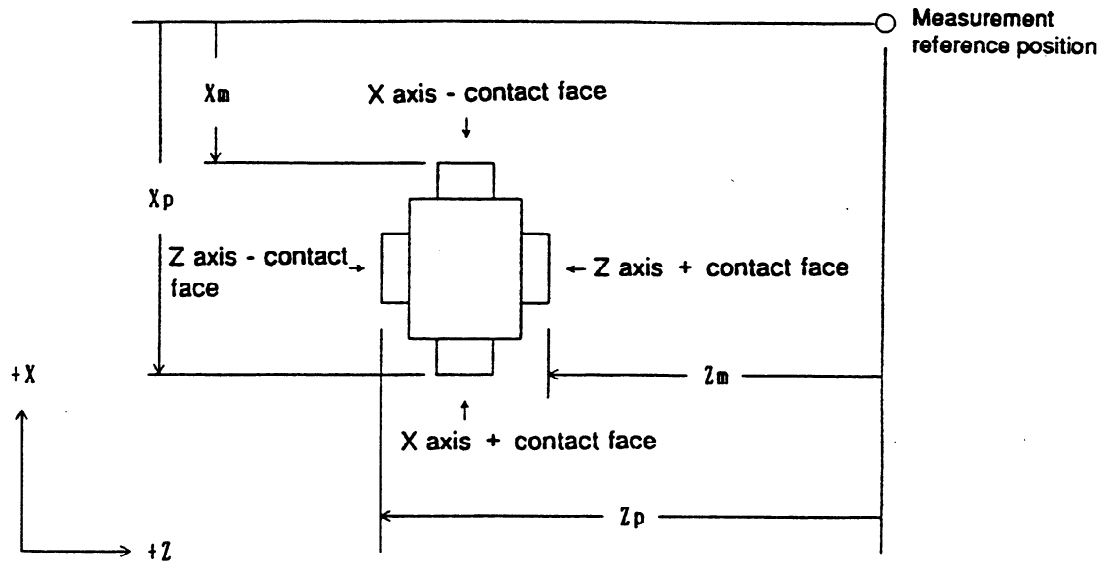 Measurement
reference position
Xm
X axis - contact face
Xp
Z axis - contact
face
Z axis + contact face
+X
Zm
X axis + contact face
Zp
+Z